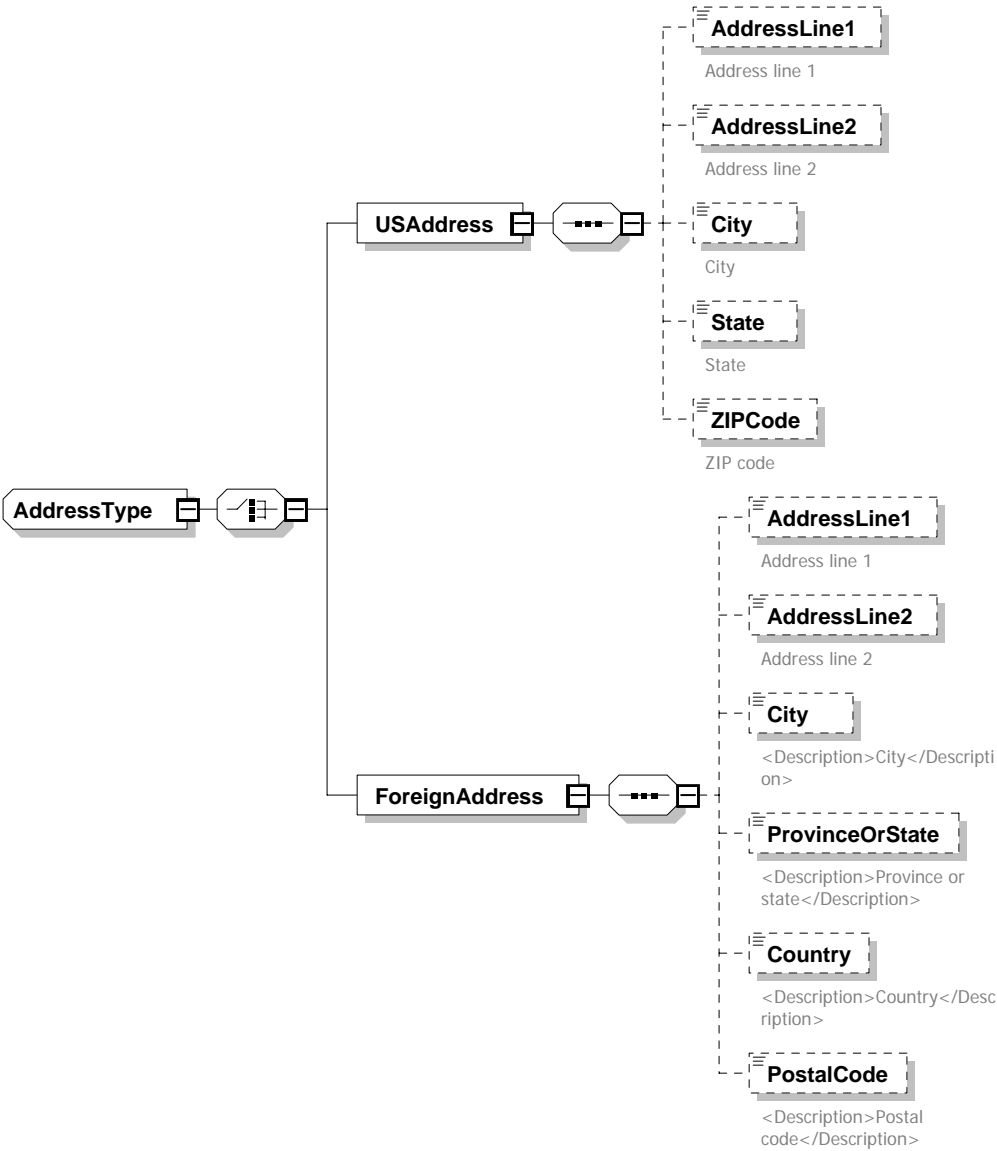 AddressLine1
Address line 1
AddressLine2
Address line 2
USAddress
City
City
State
State
ZIPCode
ZIP code
AddressType
AddressLine1
Address line 1
AddressLine2
Address line 2
City
<Description>City</Descripti
on>
ForeignAddress
ProvinceOrState
<Description>Province or
state</Description>
Country
<Description>Country</Desc
ription>
PostalCode
<Description>Postal
code</Description>